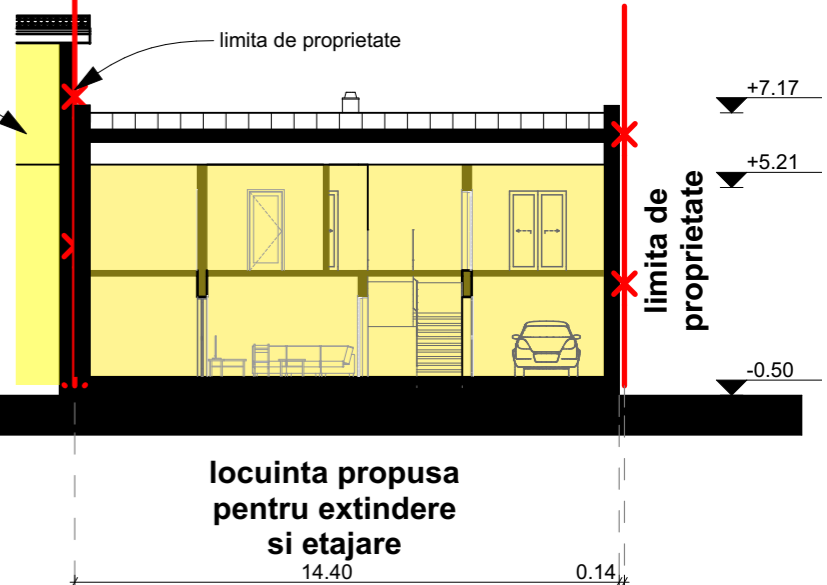 limita de proprietate
+7.17
+5.21
limita de
proprietate
-0.50
locuinta propusa
pentru extindere
si etajare
14.40
0.14